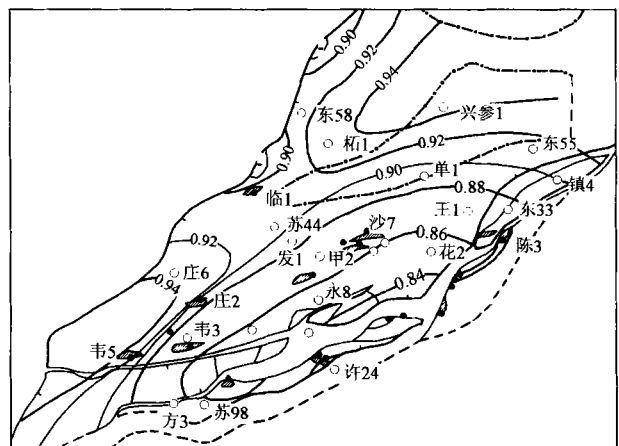 0.90
0.92
0.94
东58
兴参1
柘1
0.92
东55
0.90
0.90
单1
0.88
镇4
临1
王1
东33
苏44
沙7
0.92
发1
甲2
0.86
花2
陈3
庄6
0.94
庄2
永8
0.84
韦3
韦5
许24
方3
苏98